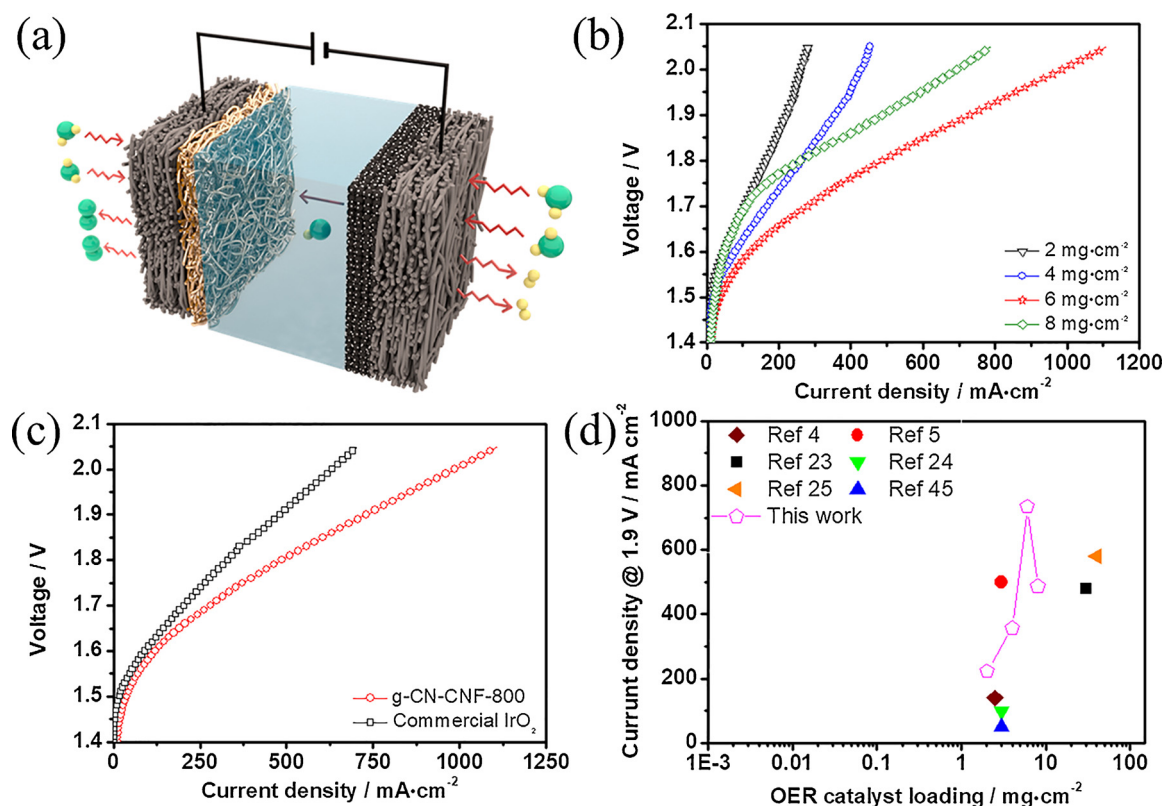 (a)
(b)
2.1
2.0
1.9
1.8
1.7
1.6
1.5
1.4
Voltage / V
2 mg·cm-2
4 mg·cm-2
6 mg·cm-2
8 mg·cm-2
0 200 400 600 800 1000 1200
Current density / mA·cm-2
(c)
2.1
2.0
1.9
1.8
1.7
1.6
1.5
1.4
Voltage / V
g-CN-CNF-800
Commercial IrO2
0 250 500 750 1000 1250
Current density / mA·cm-2
(d)
1000
800
600
400
200
0
Currunt density @ 1.9 V / mA cm-2
Ref 4 Ref 5
Ref 23 Ref 24
Ref 25 Ref 45
This work
1E-3 0.01 0.1 1 10 100
OER catalyst loading / mg·cm-2